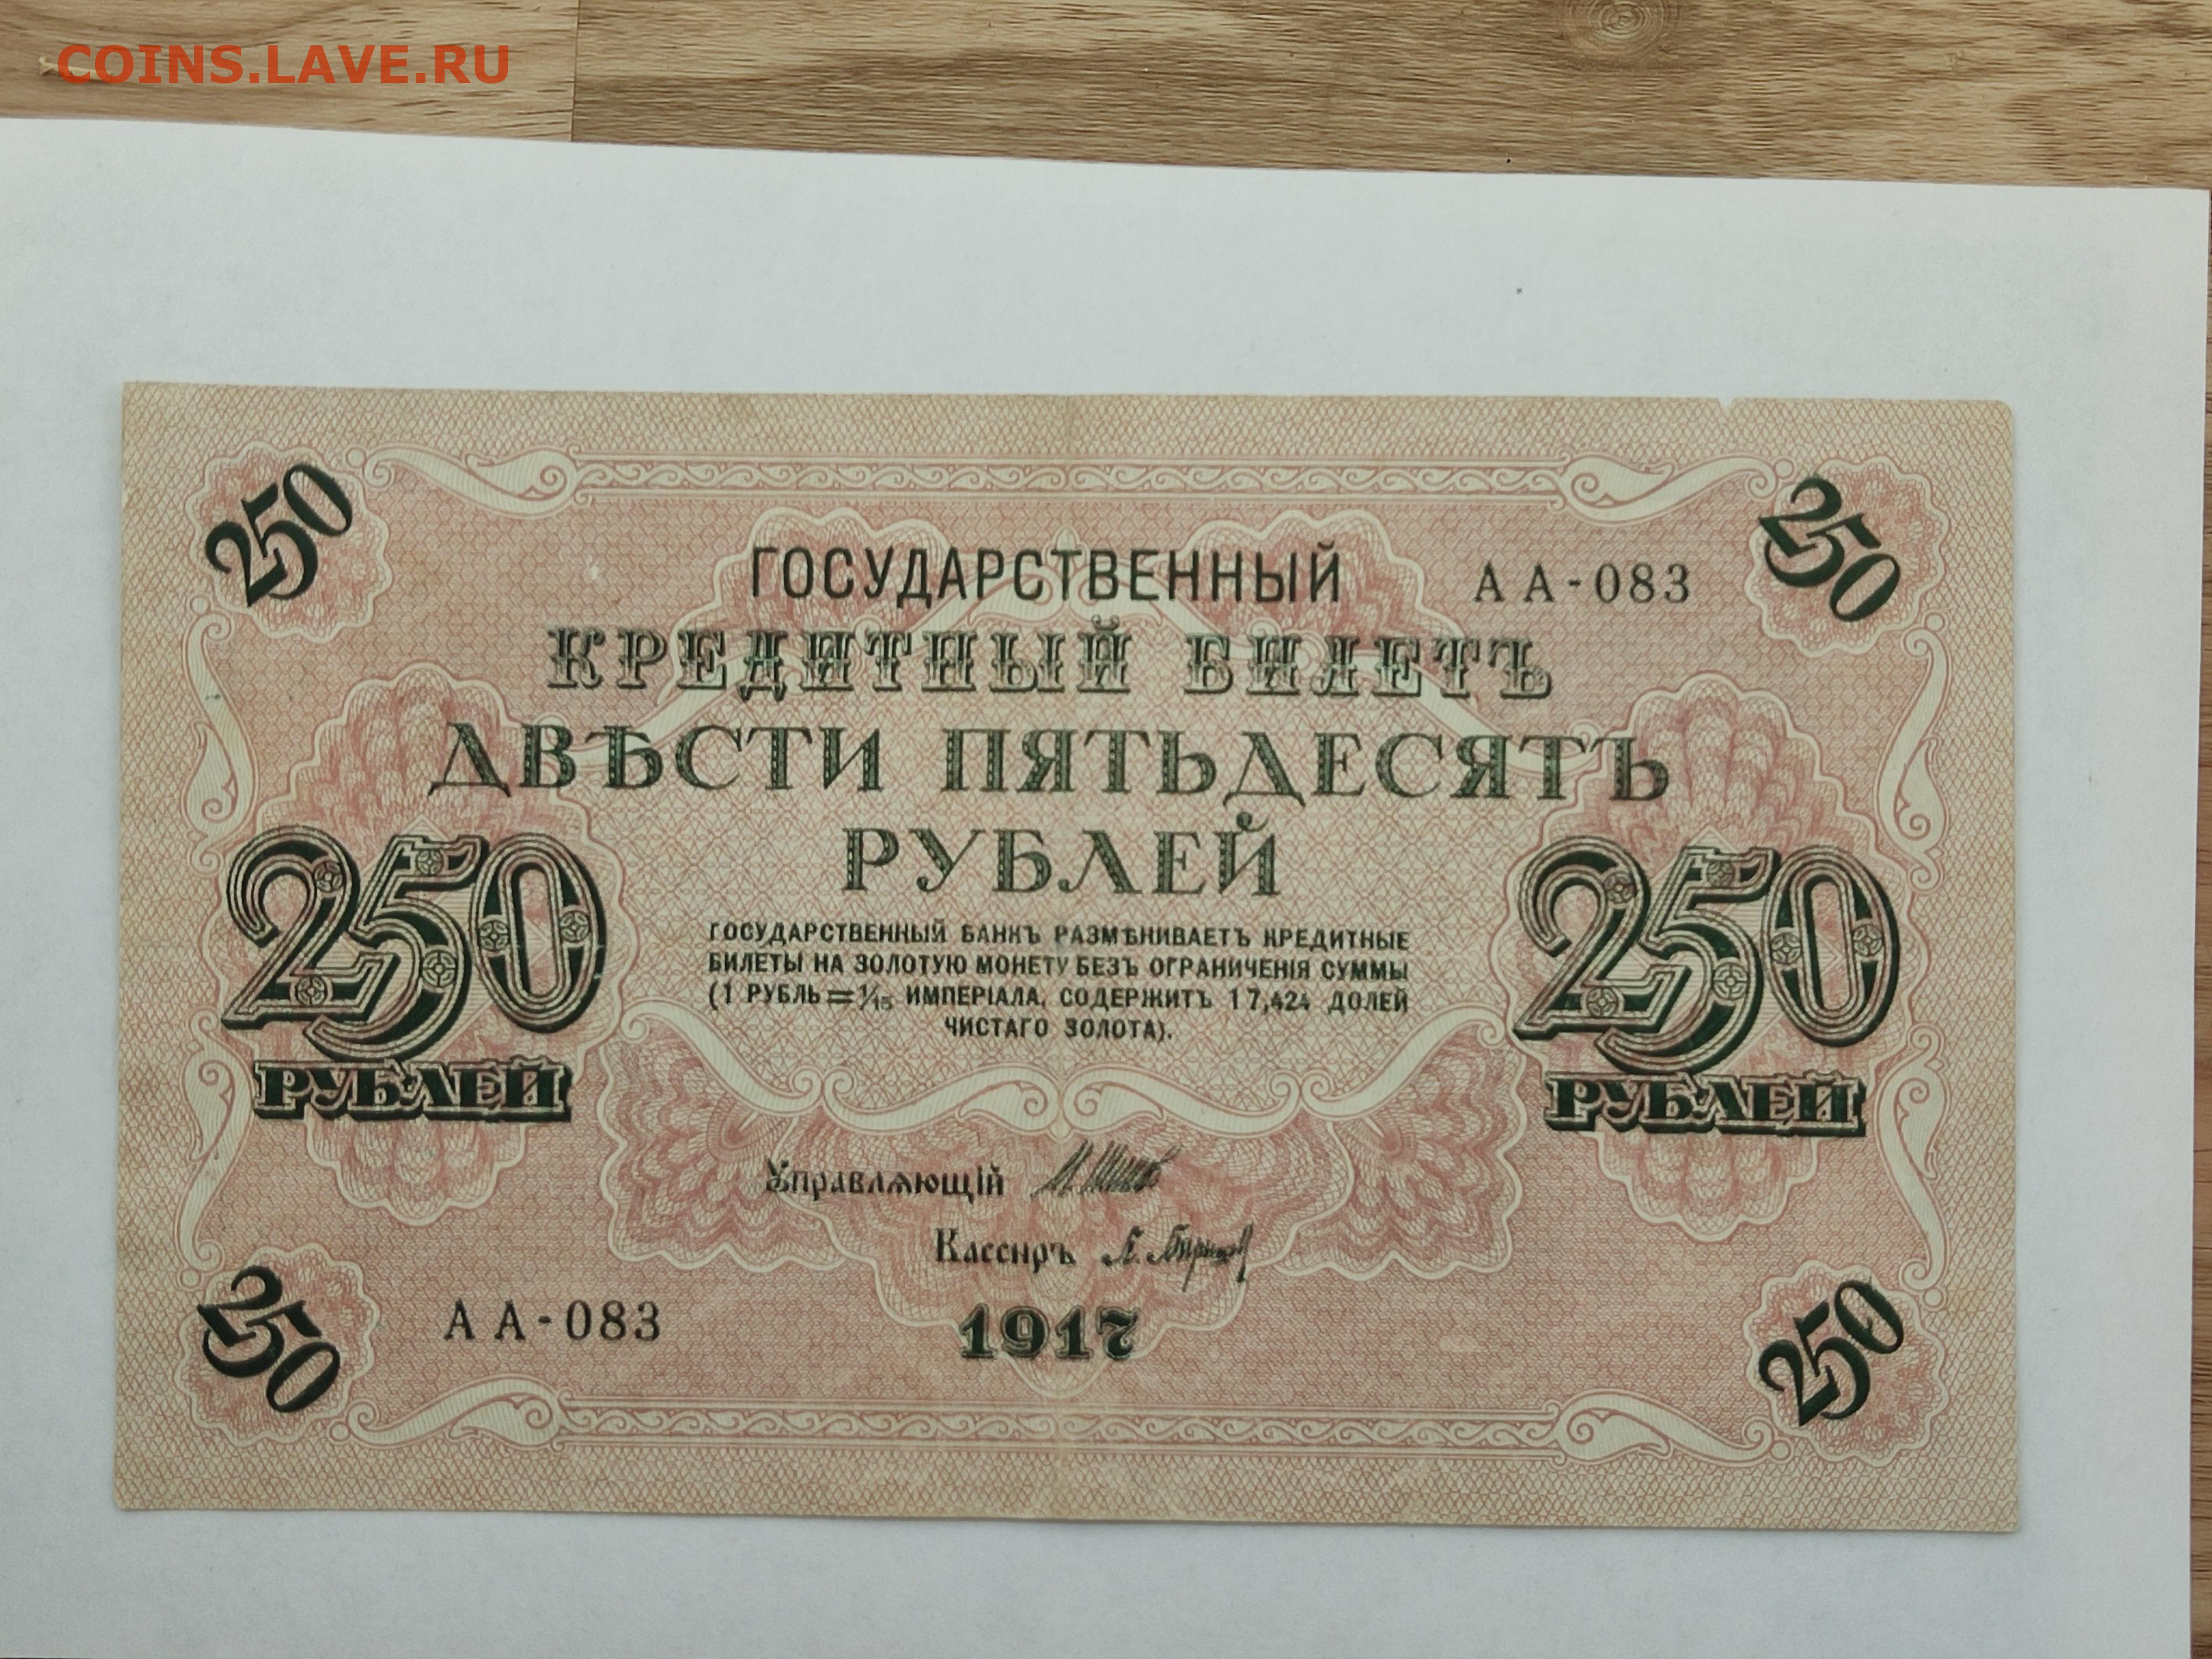 COINS.LAVE.RU
250
250
ГОСУДАРСТВЕННЫЙ
АА-083
КРЕДИТНЫЙ БИЛЕТЪ
ДВѢСТИ ПЯТЬДЕСЯТЪ
РУБЛЕЙ
250
250
ГОСУДАРСТВЕННЫЙ БАНКЪ РАЗМѢНИВАЕТЪ КРЕДИТНЫЕ
БИЛЕТЫ НА ЗОЛОТУЮ МОНЕТУ БЕЗЪ ОГРАНИЧЕНІЯ СУММЫ
(1 РУБЛЬ = 1/15 ИМПЕРІАЛА, СОДЕРЖИТЪ 17,424 ДОЛЕЙ
ЧИСТАГО ЗОЛОТА).
РУБЛЕЙ
РУБЛЕЙ
Управляющій
Кассиръ
250
АА-083
1917
250